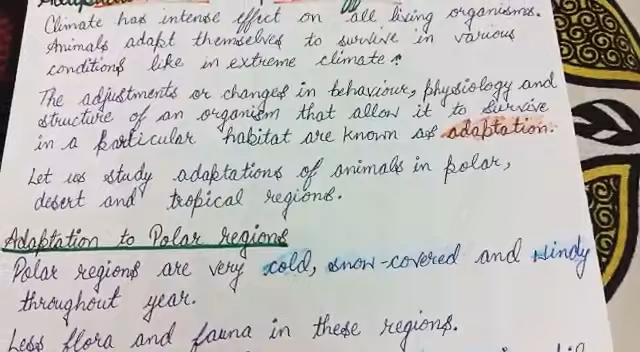 Climate has intense effect on all living organisms.
Animals adapt themselves to survive in various
conditions like in extreme climate.
The adjustments or changes in behaviour, physiology and
structure of an organism that allow it to survive
in a particular habitat are known as adaptation.
Let us study adaptations of animals in polar,
desert and tropical regions.
Adaptation to Polar regions
Polar regions are very cold, snow-covered and windy
throughout year.
Less flora and fauna in these regions.